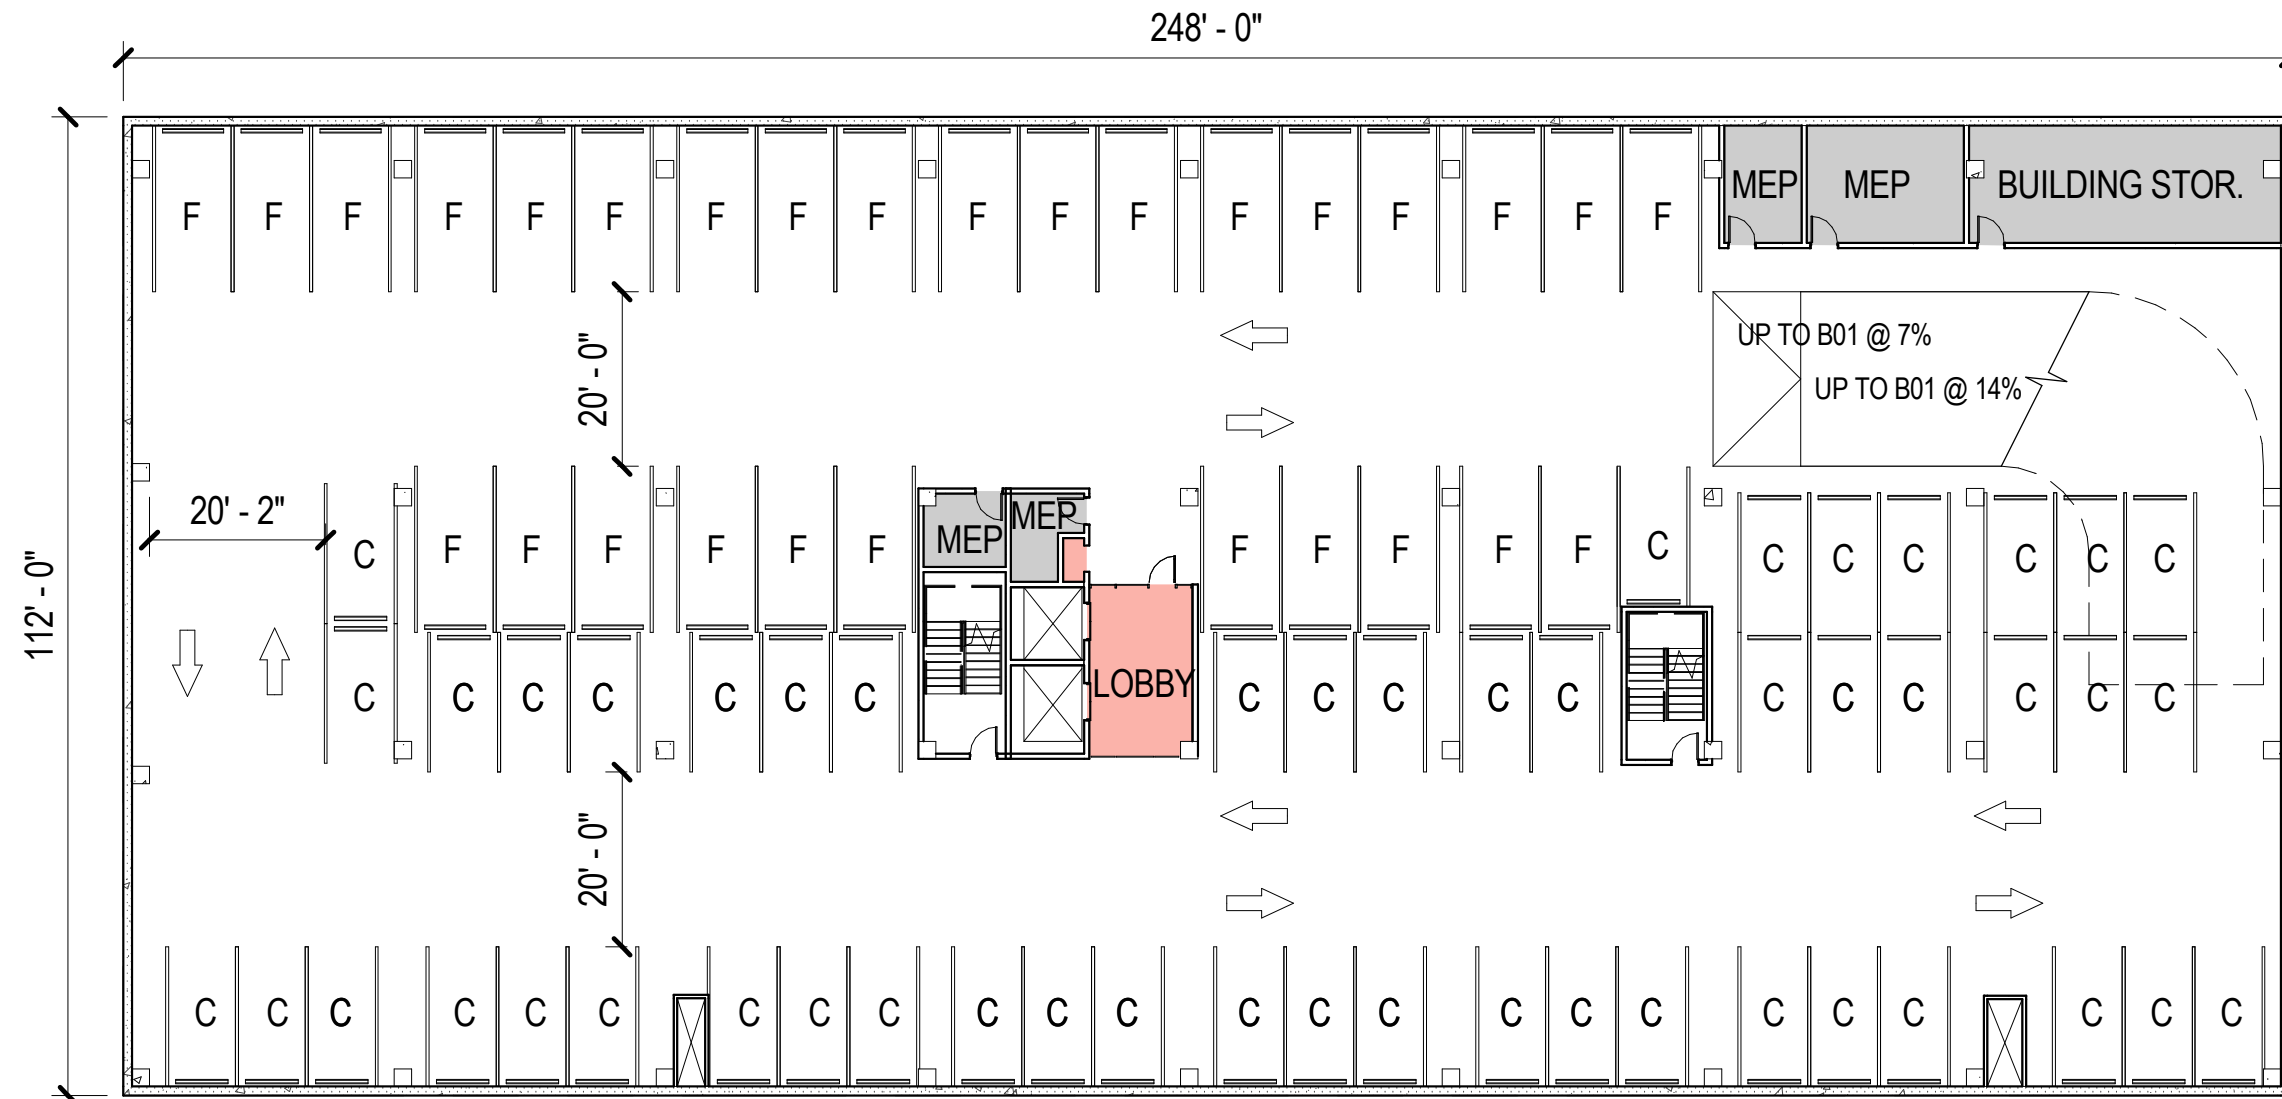 248' - 0"
MEP MEP BUILDING STOR.
F F F F F F F F F F F F F F F F F F
UP TO B01 @ 7%
20' - 0"
UP TO B01 @ 14%
20' - 2"
MEP
MEP
C F F F F F F F F F F F C C C C C C C
112' - 0"
LOBBY
C C C C C C C C C C C C C C C C C C
20' - 0"
C C C C C C C C C C C C C C C C C C C C C C C C